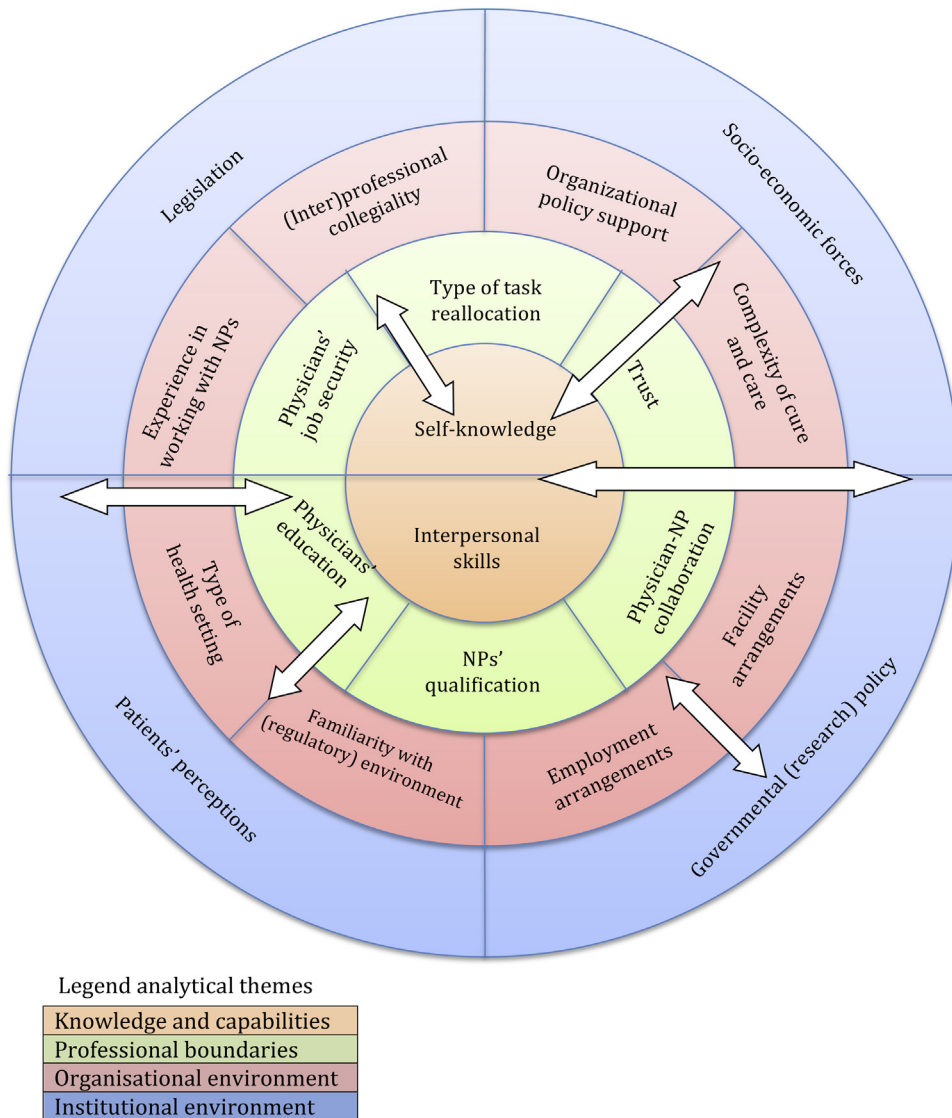 Legislation
Socio-economic forces
(Inter)professional
collegiality
Organizational
policy support
Experience in
working with NPs
Physicians'
job security
Type of task
reallocation
Trust
Complexity of cure
and care
Self-knowledge
Interpersonal
skills
Type of
health setting
Physicians'
education
NPs'
qualification
Physician-NP
collaboration
Facility
arrangements
Familiarity with
(regulatory) environment
Employment
arrangements
Patients' perceptions
Governmental (research) policy
Legend analytical themes
Knowledge and capabilities
Professional boundaries
Organisational environment
Institutional environment